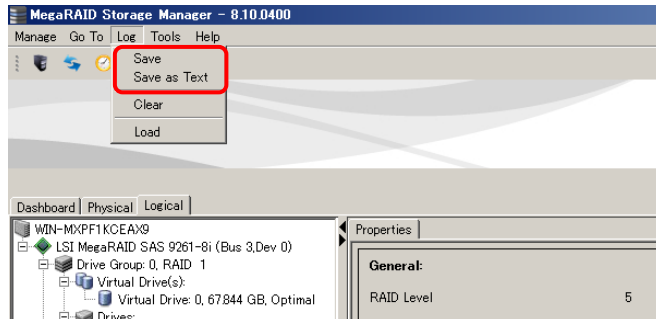 MegaRAID Storage Manager - 8.10.0400
Manage Go To Log Tools Help
Save
Save as Text
Clear
Load
Dashboard Physical Logical
WIN-MXPF1KCEAX9
LSI MegaRAID SAS 9261-8i (Bus 3,Dev 0)
Drive Group: 0, RAID 1
Virtual Drive(s):
Virtual Drive: 0, 67.844 GB, Optimal
Drives:
Properties
General:
RAID Level 5